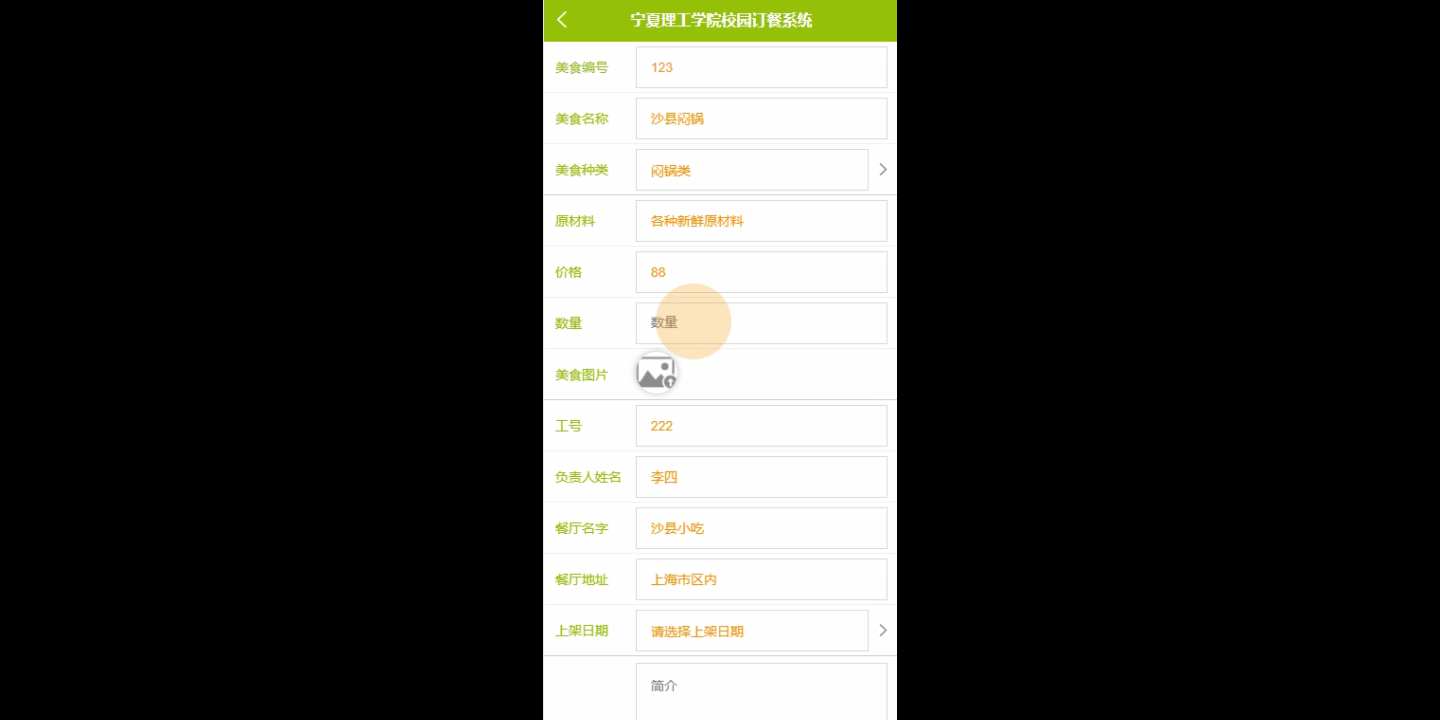 宁夏理工学院校园订餐系统
美食编号 123
美食名称 沙县闷锅
美食种类 闷锅类
原材料 各种新鲜原材料
价格 88
数量 数量
美食图片
工号 222
负责人姓名 李四
餐厅名字 沙县小吃
餐厅地址 上海市区内
上架日期 请选择上架日期
简介